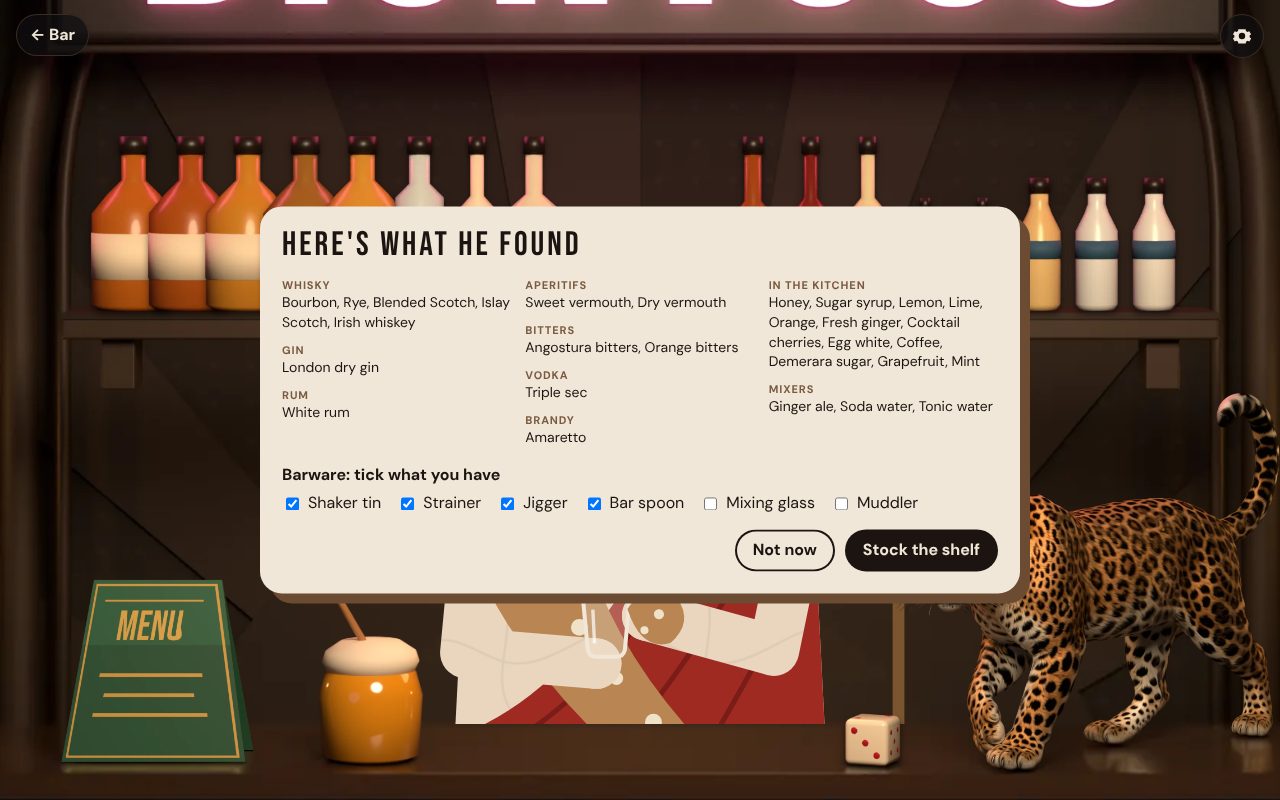 ← Bar
HERE'S WHAT HE FOUND
WHISKY
Bourbon, Rye, Blended Scotch, Islay
Scotch, Irish whiskey
GIN
London dry gin
RUM
White rum
APERITIFS
Sweet vermouth, Dry vermouth
BITTERS
Angostura bitters, Orange bitters
VODKA
Triple sec
BRANDY
Amaretto
IN THE KITCHEN
Honey, Sugar syrup, Lemon, Lime,
Orange, Fresh ginger, Cocktail
cherries, Egg white, Coffee,
Demerara sugar, Grapefruit, Mint
MIXERS
Ginger ale, Soda water, Tonic water
Barware: tick what you have
Shaker tin Strainer Jigger Bar spoon Mixing glass Muddler
Not now Stock the shelf
MENU